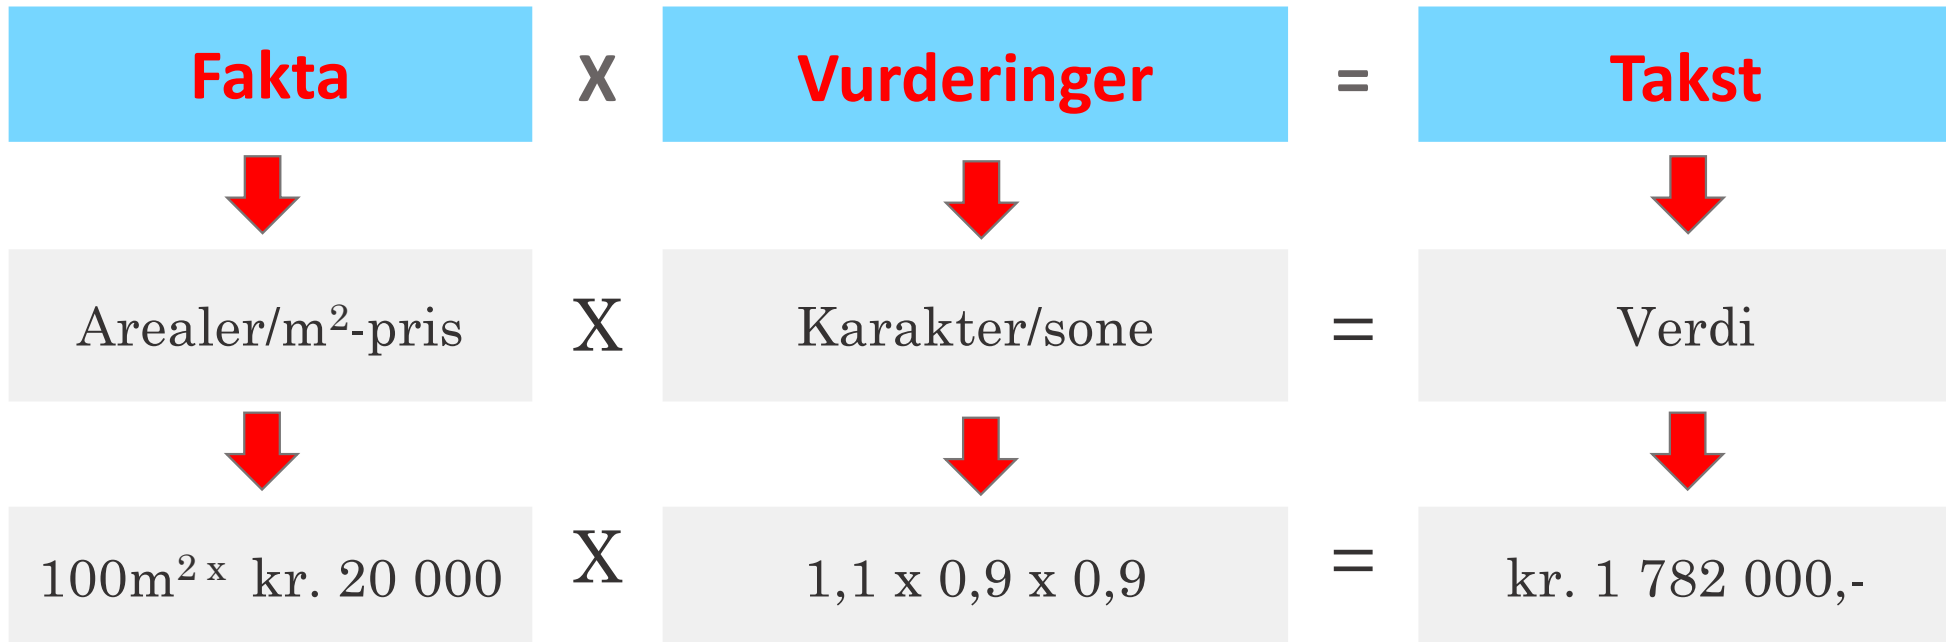 Fakta X Vurderinger = Takst
Arealer/m²-pris X Karakter/sone = Verdi
100m² ˣ kr. 20 000 X 1,1 x 0,9 x 0,9 = kr. 1 782 000,-